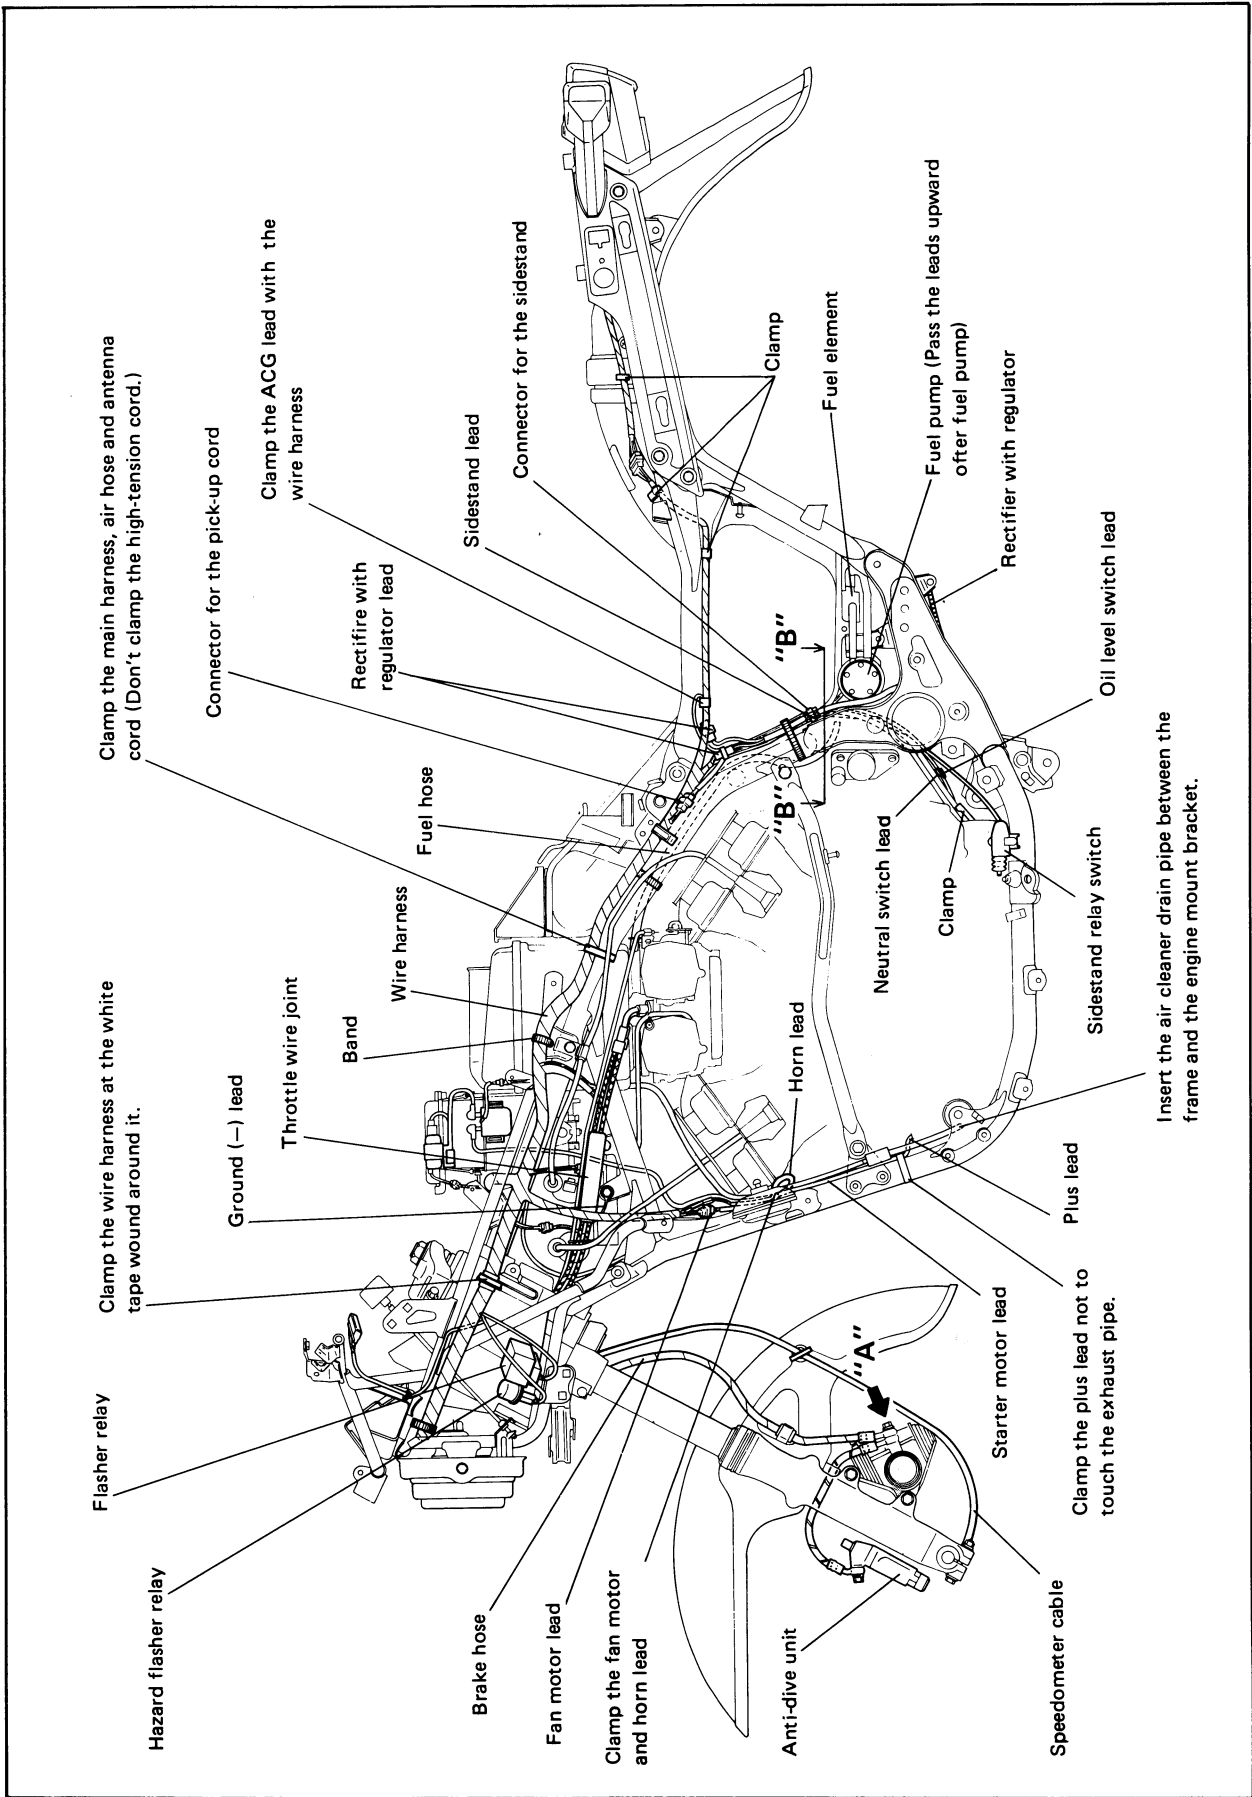 Hazard flasher relay
Flasher relay
Clamp the wire harness at the white
tape wound around it.
Clamp the main harness, air hose and antenna
cord (Don't clamp the high-tension cord.)
Connector for the pick-up cord
Clamp the ACG lead with the
wire harness
Ground (—) lead
Throttle wire joint
Band
Wire harness
Fuel hose
Rectifire with
regulator lead
Sidestand lead
Connector for the sidestand
Clamp
Fuel element
Fuel pump (Pass the leads upward
ofter fuel pump)
Rectifier with regulator
Oil level switch lead
"B"
"B"
Brake hose
Fan motor lead
Clamp the fan motor
and horn lead
Anti-dive unit
Speedometer cable
"A"
Horn lead
Neutral switch lead
Clamp
Sidestand relay switch
Starter motor lead
Plus lead
Clamp the plus lead not to
touch the exhaust pipe.
Insert the air cleaner drain pipe between the
frame and the engine mount bracket.